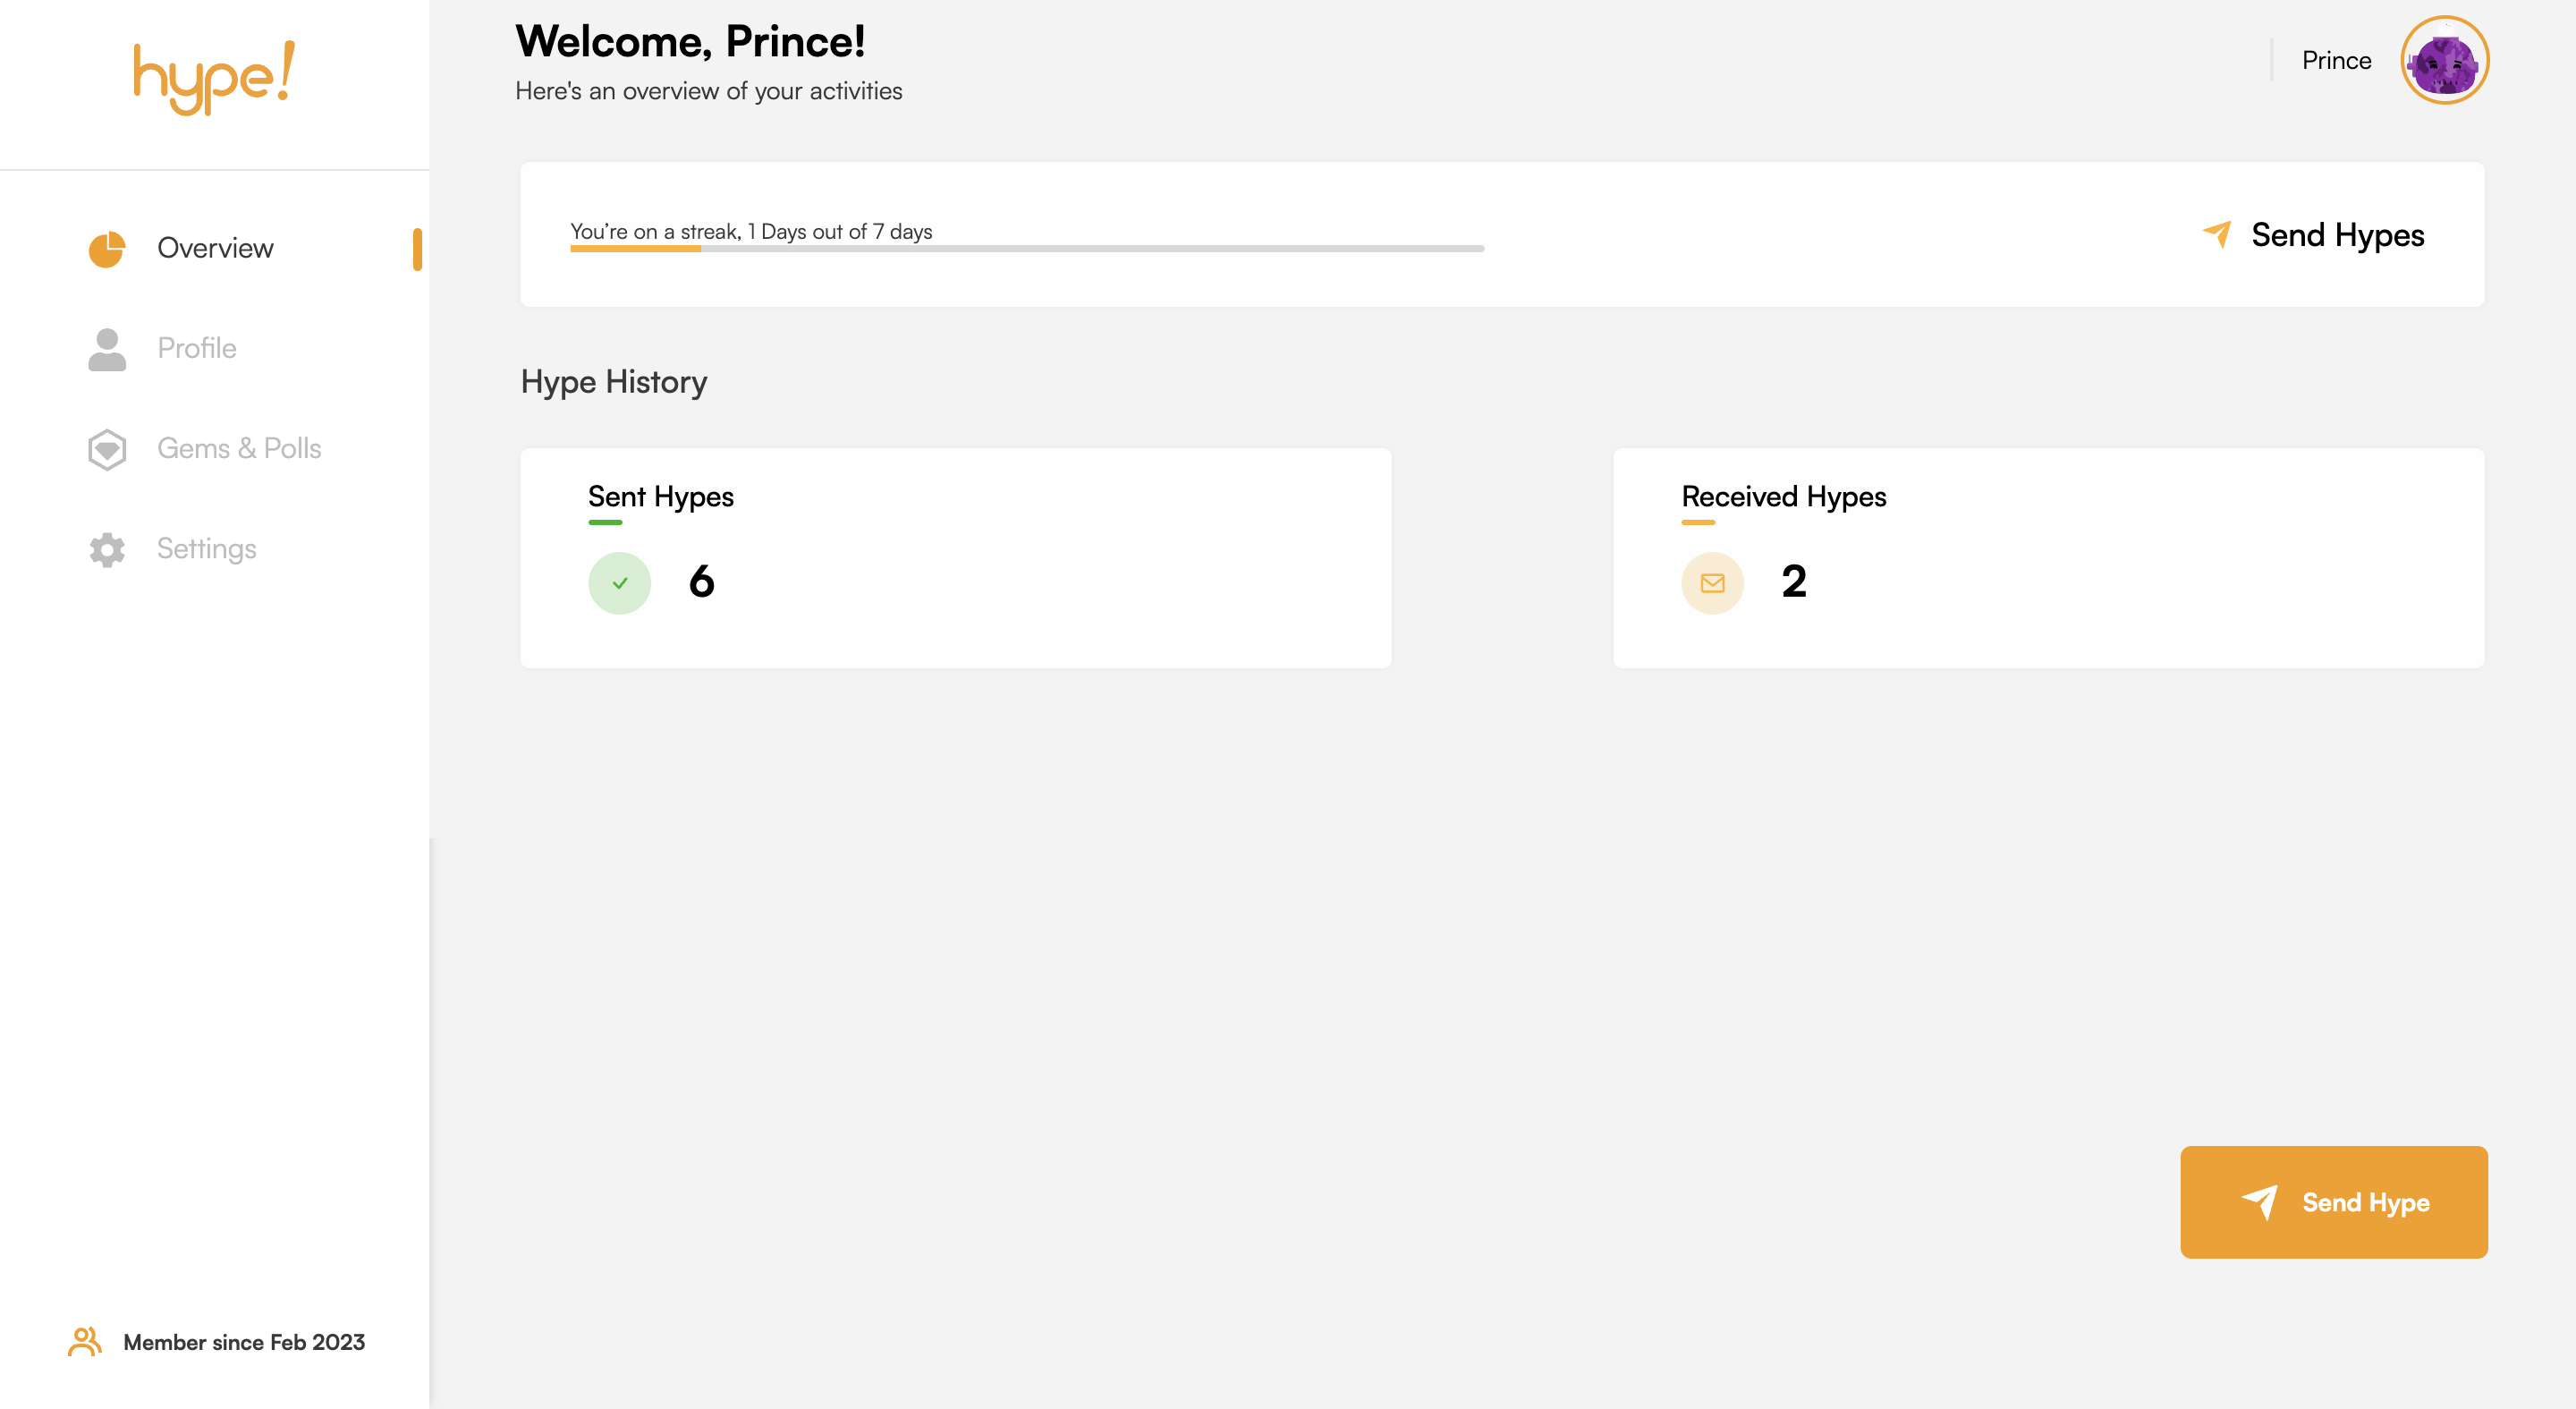 hype!
Overview
Profile
Gems & Polls
Settings
Member since Feb 2023
Welcome, Prince!
Here's an overview of your activities
Prince
You’re on a streak, 1 Days out of 7 days
Send Hypes
Hype History
Sent Hypes
6
Received Hypes
2
Send Hype